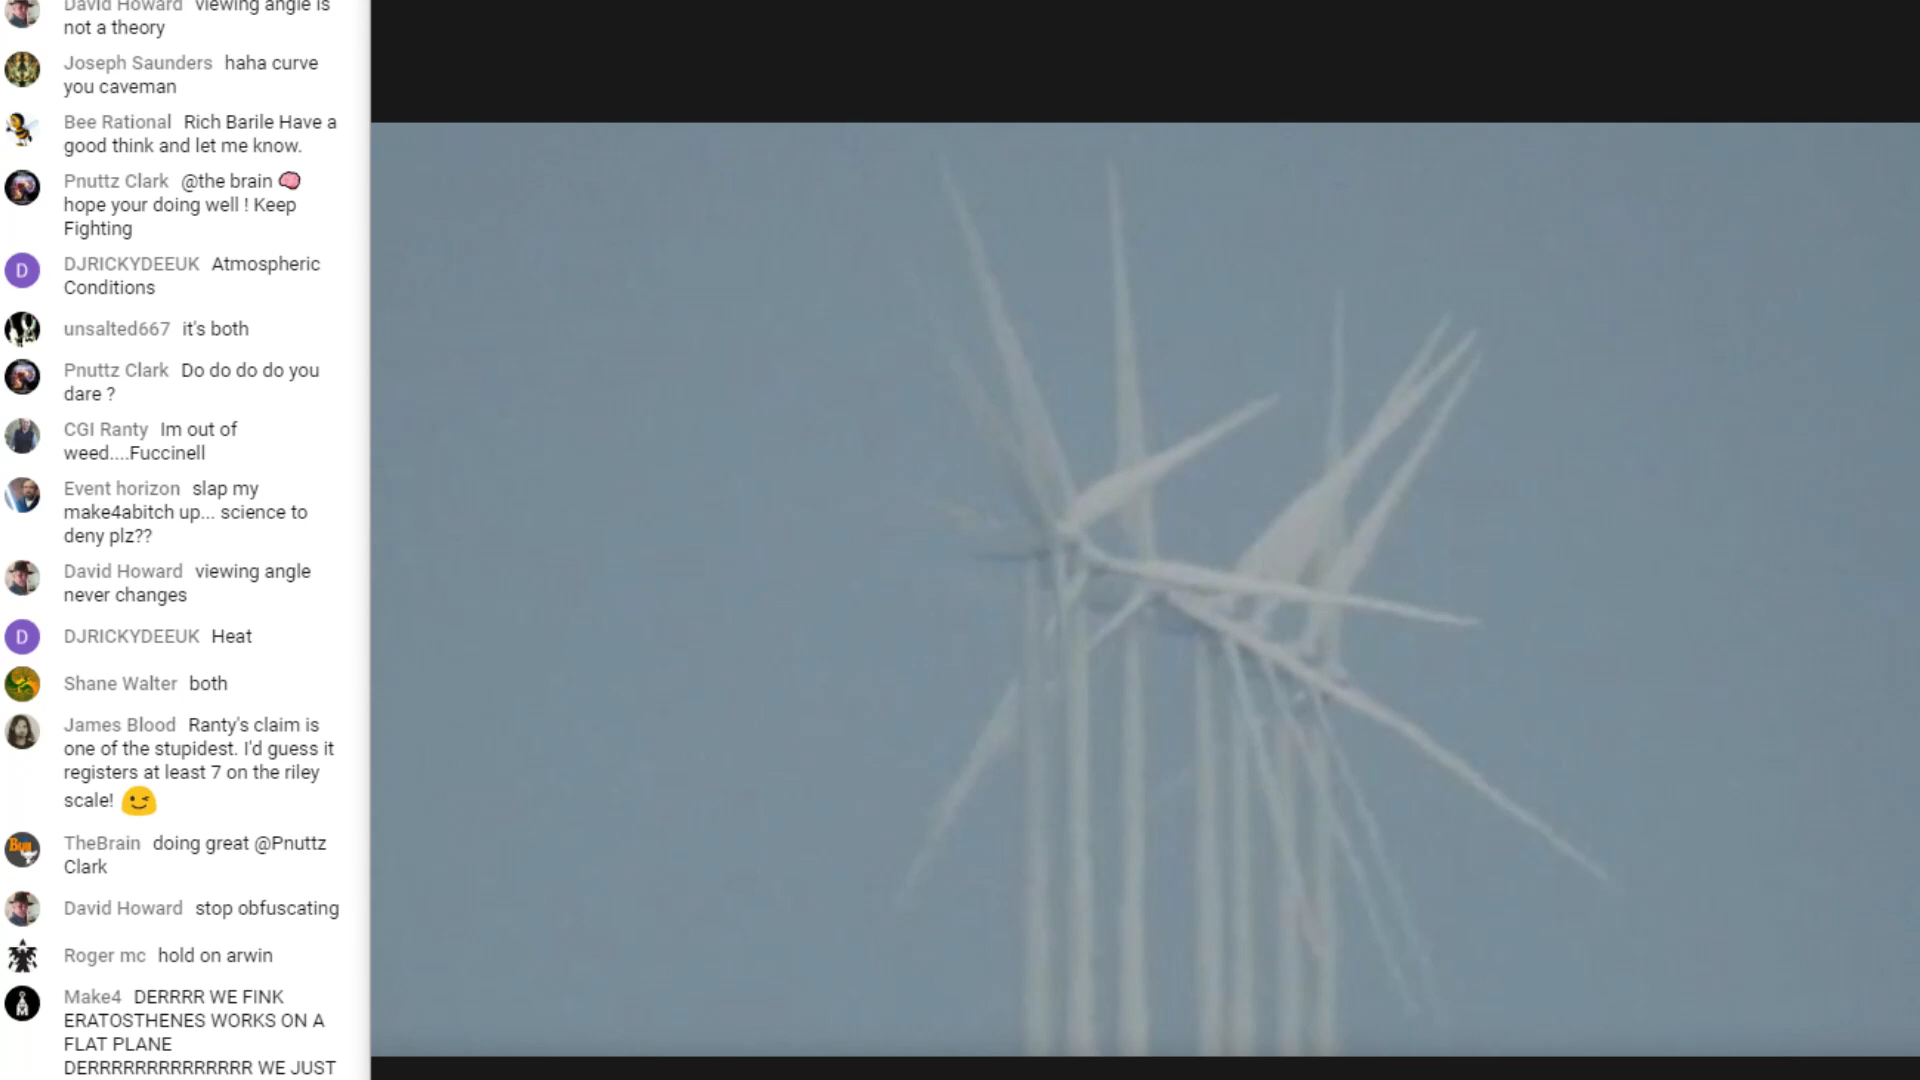 David Howard viewing angle is
not a theory
Joseph Saunders haha curve
you caveman
Bee Rational Rich Barile Have a
good think and let me know.
Pnuttz Clark @the brain 🧠
hope your doing well ! Keep
Fighting
D
DJRICKYDEEUK Atmospheric
Conditions
unsalted667 it's both
Pnuttz Clark Do do do do you
dare ?
CGI Ranty Im out of
weed....Fuccinell
Event horizon slap my
make4abitch up... science to
deny plz??
David Howard viewing angle
never changes
D
DJRICKYDEEUK Heat
Shane Walter both
James Blood Ranty's claim is
one of the stupidest. I'd guess it
registers at least 7 on the riley
scale! 😉
TheBrain doing great @Pnuttz
Clark
David Howard stop obfuscating
Roger mc hold on arwin
Make4 DERRRR WE FINK
ERATOSTHENES WORKS ON A
FLAT PLANE
DERRRRRRRRRRRRRR WE JUST